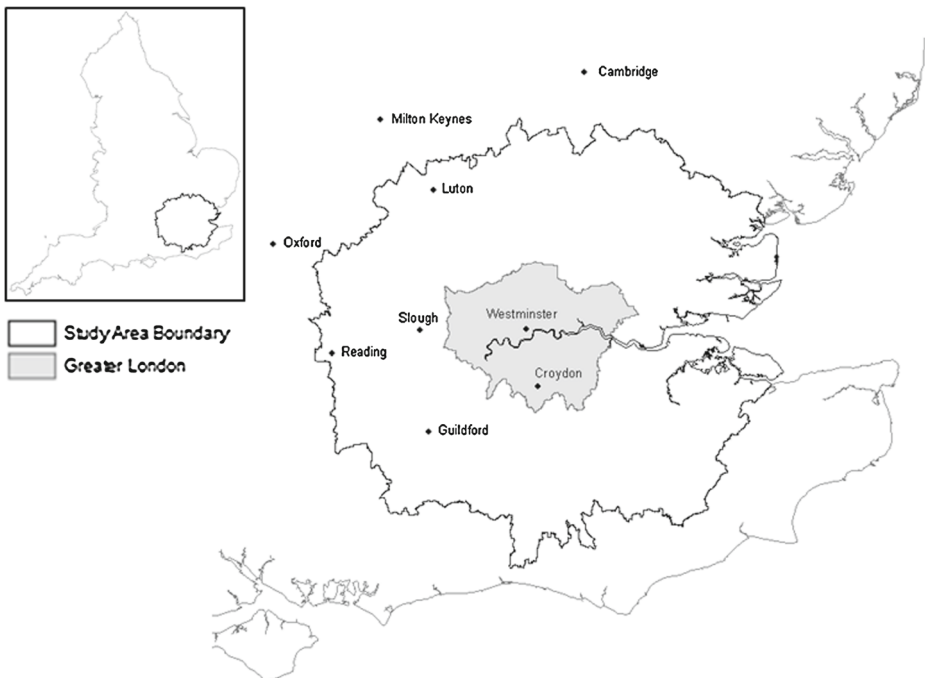 Cambridge
Milton Keynes
Luton
Oxford
Westminster
Slough
Study Area Boundary
Reading
Greater London
Croydon
Guildford